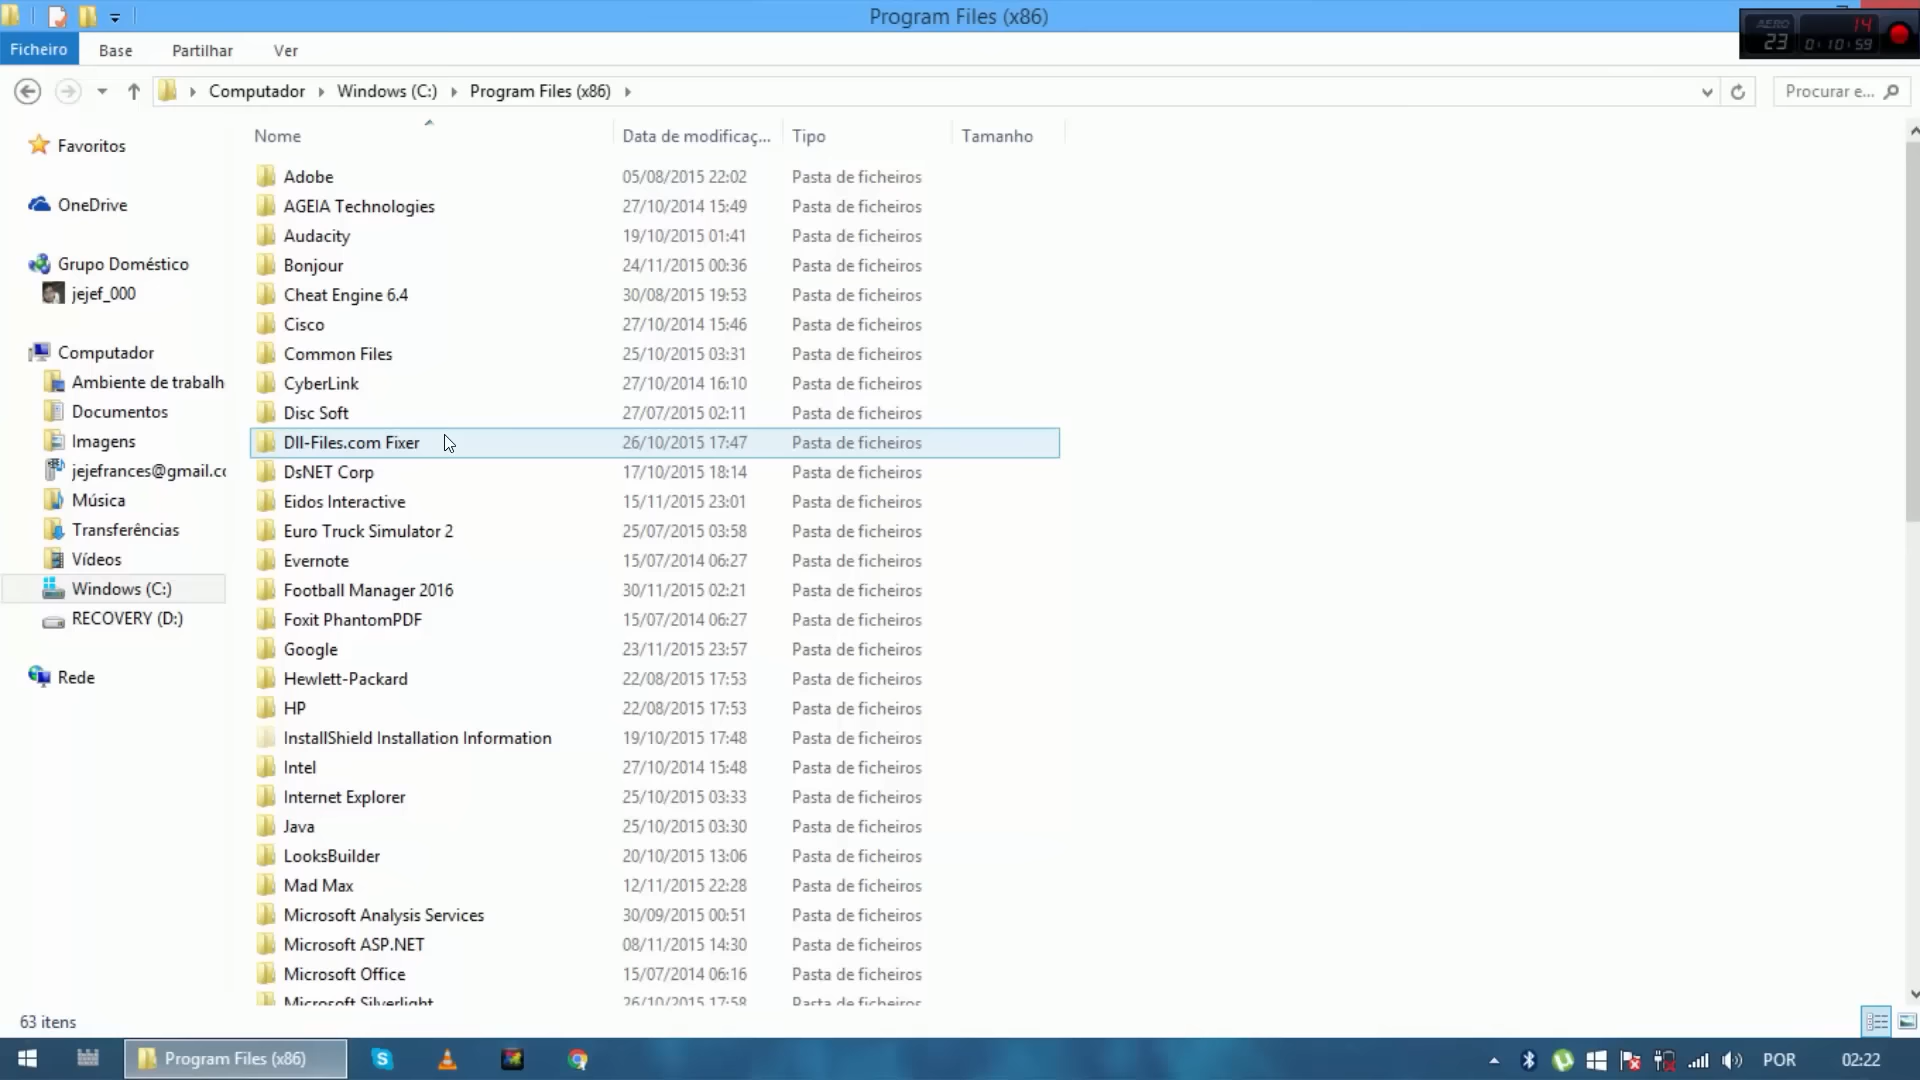 Program Files (x86)
AERO 23 14 0:10:59
Ficheiro Base Partilhar Ver
Computador Windows (C:) Program Files (x86) Procurar e...
Favoritos
OneDrive
Grupo Doméstico
jejef_000
Computador
Ambiente de trabalh
Documentos
Imagens
jejefrances@gmail.cc
Música
Transferências
Vídeos
Windows (C:)
RECOVERY (D:)
Rede
Nome Data de modificaç... Tipo Tamanho
Adobe 05/08/2015 22:02 Pasta de ficheiros
AGEIA Technologies 27/10/2014 15:49 Pasta de ficheiros
Audacity 19/10/2015 01:41 Pasta de ficheiros
Bonjour 24/11/2015 00:36 Pasta de ficheiros
Cheat Engine 6.4 30/08/2015 19:53 Pasta de ficheiros
Cisco 27/10/2014 15:46 Pasta de ficheiros
Common Files 25/10/2015 03:31 Pasta de ficheiros
CyberLink 27/10/2014 16:10 Pasta de ficheiros
Disc Soft 27/07/2015 02:11 Pasta de ficheiros
Dll-Files.com Fixer 26/10/2015 17:47 Pasta de ficheiros
DsNET Corp 17/10/2015 18:14 Pasta de ficheiros
Eidos Interactive 15/11/2015 23:01 Pasta de ficheiros
Euro Truck Simulator 2 25/07/2015 03:58 Pasta de ficheiros
Evernote 15/07/2014 06:27 Pasta de ficheiros
Football Manager 2016 30/11/2015 02:21 Pasta de ficheiros
Foxit PhantomPDF 15/07/2014 06:27 Pasta de ficheiros
Google 23/11/2015 23:57 Pasta de ficheiros
Hewlett-Packard 22/08/2015 17:53 Pasta de ficheiros
HP 22/08/2015 17:53 Pasta de ficheiros
InstallShield Installation Information 19/10/2015 17:48 Pasta de ficheiros
Intel 27/10/2014 15:48 Pasta de ficheiros
Internet Explorer 25/10/2015 03:33 Pasta de ficheiros
Java 25/10/2015 03:30 Pasta de ficheiros
LooksBuilder 20/10/2015 13:06 Pasta de ficheiros
Mad Max 12/11/2015 22:28 Pasta de ficheiros
Microsoft Analysis Services 30/09/2015 00:51 Pasta de ficheiros
Microsoft ASP.NET 08/11/2015 14:30 Pasta de ficheiros
Microsoft Office 15/07/2014 06:16 Pasta de ficheiros
Microsoft Silverlight 26/10/2015 17:58 Pasta de ficheiros
63 itens
Program Files (x86) POR 02:22